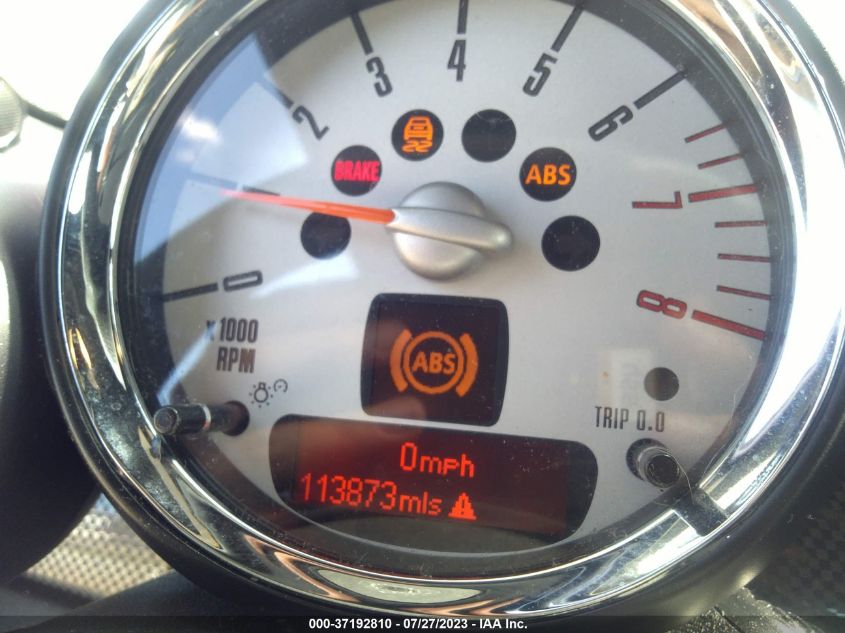 4
3
5
2
6
BRAKE
ABS
7
0
8
x1000
RPM
ABS
TRIP 0.0
0mph
113873mls
000-37192810 / 07/27/2023 - IAA Inc.